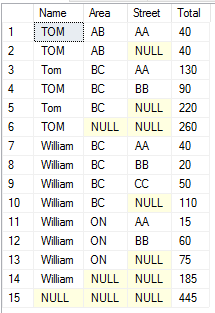 Name Area Street Total
1 TOM AB AA 40
2 TOM AB NULL 40
3 Tom BC AA 130
4 TOM BC BB 90
5 Tom BC NULL 220
6 TOM NULL NULL 260
7 William BC AA 40
8 William BC BB 20
9 William BC CC 50
10 William BC NULL 110
11 William ON AA 15
12 William ON BB 60
13 William ON NULL 75
14 William NULL NULL 185
15 NULL NULL NULL 445